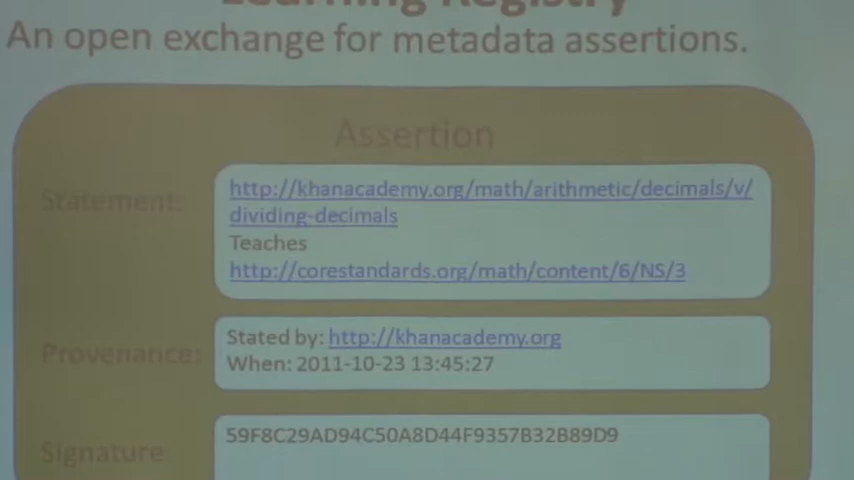 Learning Registry
An open exchange for metadata assertions.
Assertion
Statement:
http://khanacademy.org/math/arithmetic/decimals/v/
dividing-decimals
Teaches
http://corestandards.org/math/content/6/NS/3
Provenance:
Stated by: http://khanacademy.org
When: 2011-10-23 13:45:27
Signature
59F8C29AD94C50A8D44F9357B32B89D9